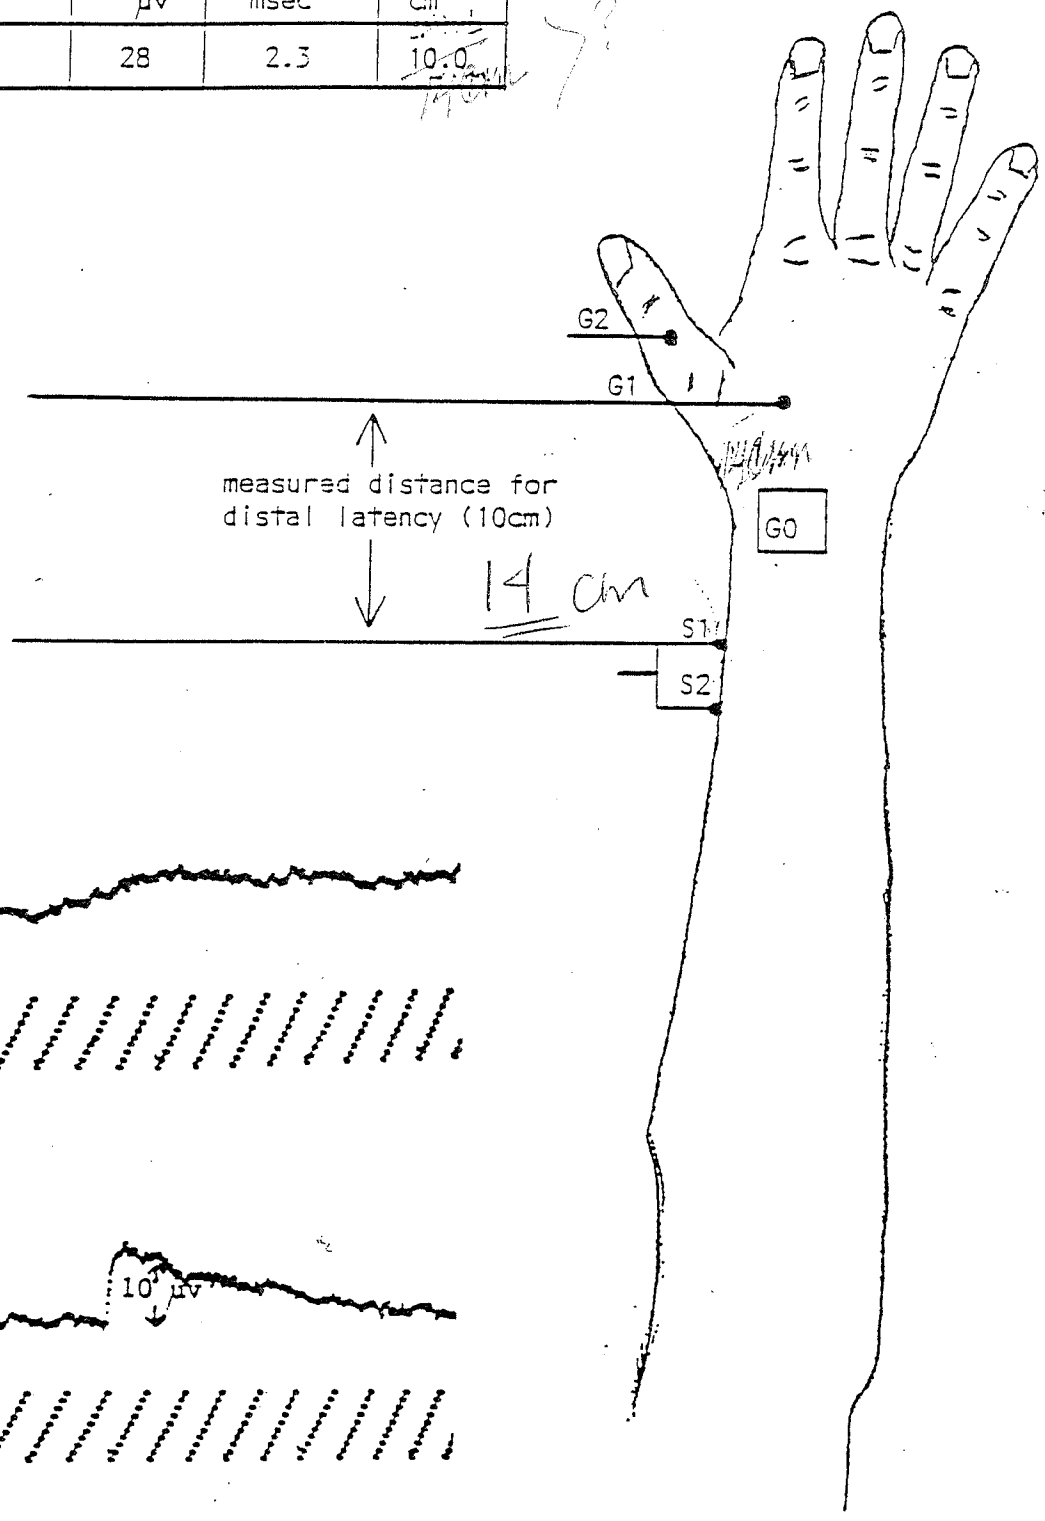 μv msec cm
28 2.3 10.0
?
G2
G1
measured distance for
distal latency (10cm)
G0
14 cm
S1
S2
10 μv